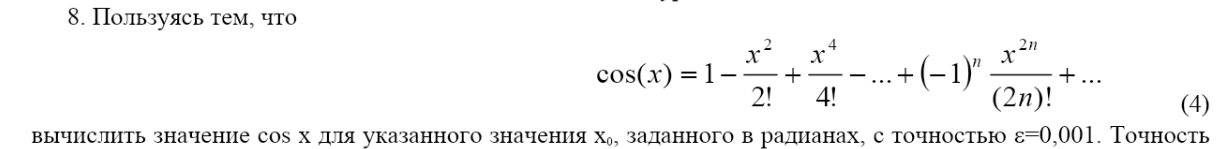 8. Пользуясь тем, что
cos(x) = 1 − x²/2! + x⁴/4! − ... + (−1)ⁿ x²ⁿ/(2n)! + ...
(4)
вычислить значение cos x для указанного значения x₀, заданного в радианах, с точностью ε=0,001. Точность